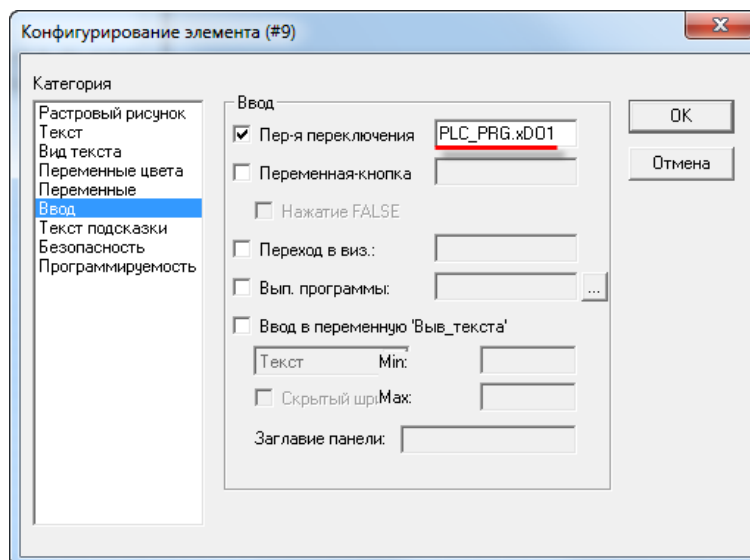 Конфигурирование элемента (#9)
Категория
Растровый рисунок
Текст
Вид текста
Переменные цвета
Переменные
Ввод
Текст подсказки
Безопасность
Программируемость
Ввод
Пер-я переключения PLC_PRG.xDO1
Переменная-кнопка
Нажатие FALSE
Переход в виз.:
Вып. программы: ...
Ввод в переменную 'Выв_текста'
Текст Min:
Скрытый шри Max:
Заглавие панели:
OK
Отмена